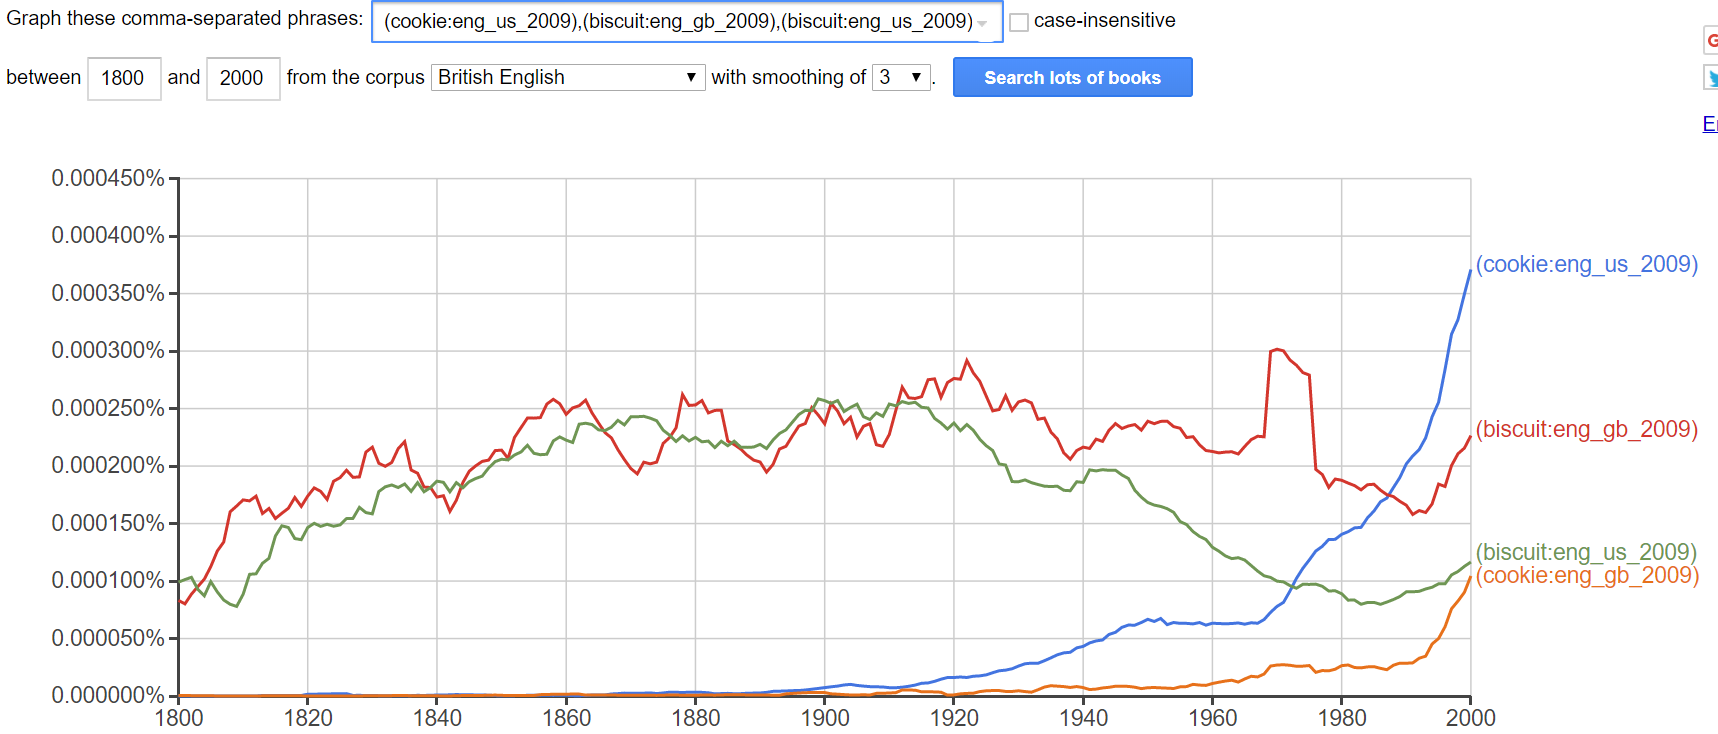 Graph these comma-separated phrases: (cookie:eng_us_2009),(biscuit:eng_gb_2009),(biscuit:eng_us_2009) case-insensitive
between 1800 and 2000 from the corpus British English with smoothing of 3 . Search lots of books
0.000450%
0.000400%
0.000350%
0.000300%
0.000250%
0.000200%
0.000150%
0.000100%
0.000050%
0.000000%
(cookie:eng_us_2009)
(biscuit:eng_gb_2009)
(biscuit:eng_us_2009)
(cookie:eng_gb_2009)
1800 1820 1840 1860 1880 1900 1920 1940 1960 1980 2000